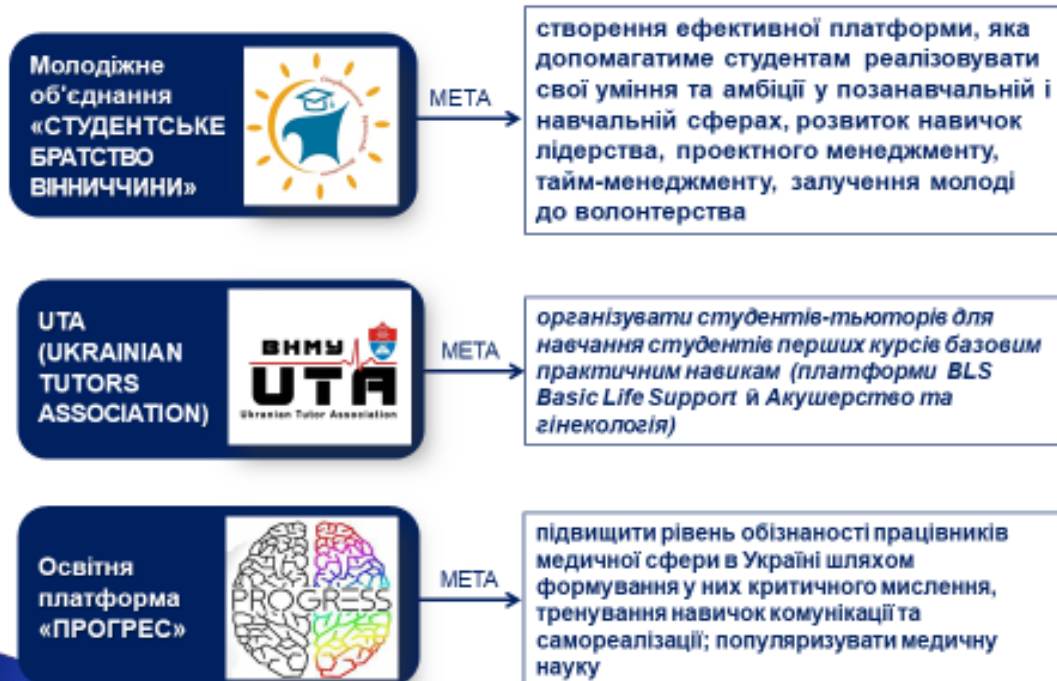 Молодіжне
об'єднання
«СТУДЕНТСЬКЕ
БРАТСТВО
ВІННИЧЧИНИ»
МЕТА
створення ефективної платформи, яка
допомагатиме студентам реалізовувати
свої уміння та амбіції у позанавчальній і
навчальній сферах, розвиток навичок
лідерства, проектного менеджменту,
тайм-менеджменту, залучення молоді
до волонтерства
UTA
(UKRAINIAN
TUTORS
ASSOCIATION)
ВНМУ
UTA
Ukranian Tutor Association
МЕТА
організувати студентів-тьюторів для
навчання студентів перших курсів базовим
практичним навикам (платформи BLS
Basic Life Support й Акушерство та
гінекологія)
Освітня
платформа
«ПРОГРЕС»
PROGRESS
МЕТА
підвищити рівень обізнаності працівників
медичної сфери в Україні шляхом
формування у них критичного мислення,
тренування навичок комунікації та
самореалізації; популяризувати медичну
науку